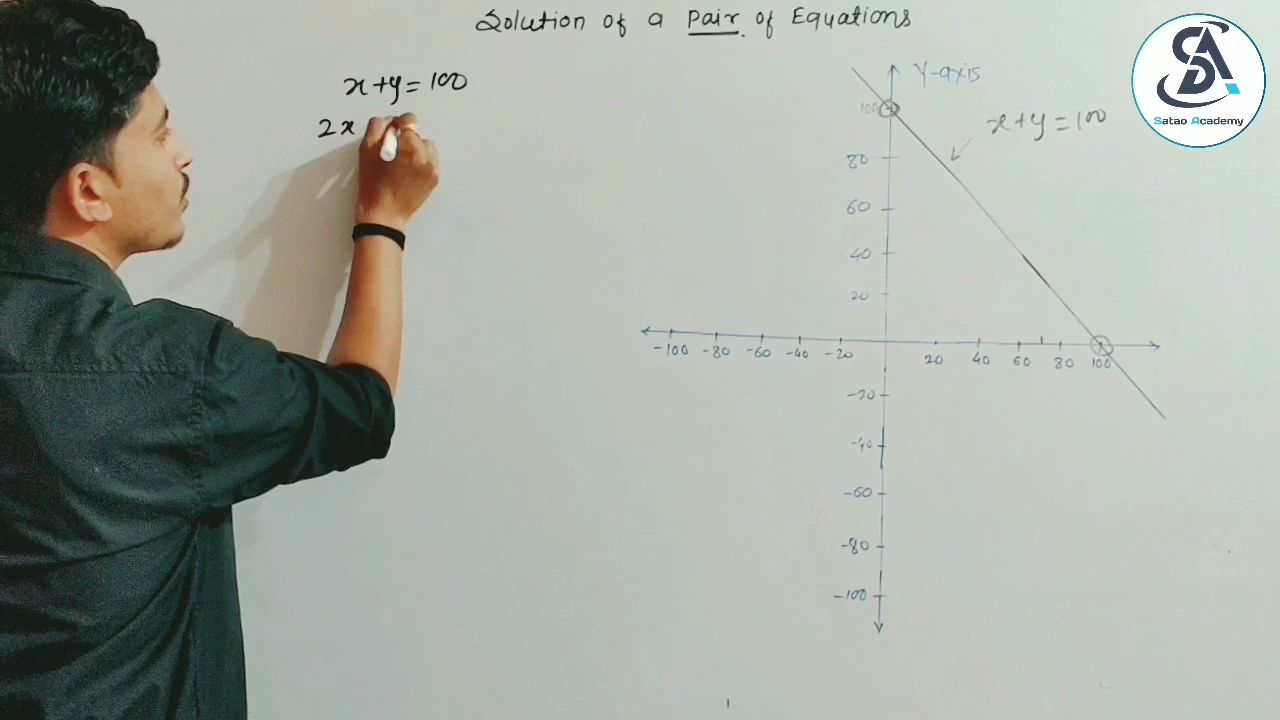 Solution of a Pair of Equations
x + y = 100
2x
Y-axis
x + y = 100
100
80
60
40
20
-100 -80 -60 -40 -20 20 40 60 80 100
-20
-40
-60
-80
-100
SA
Satao Academy